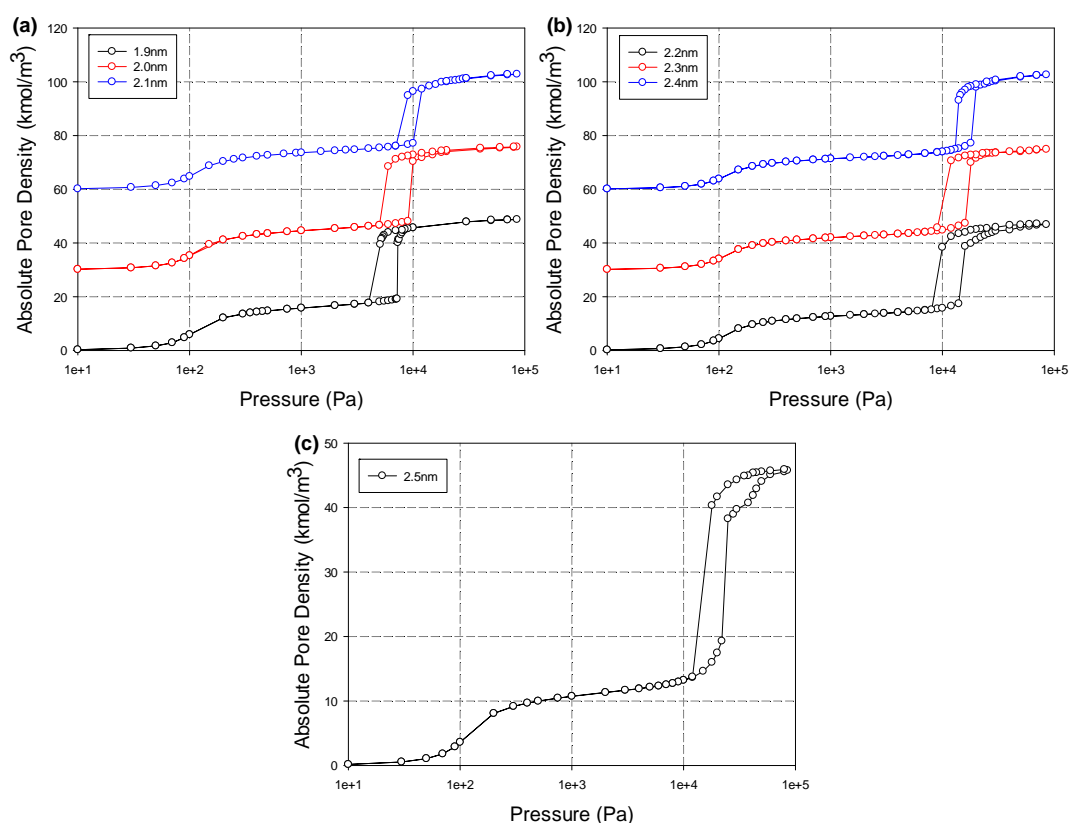 (a)
120
100
80
60
40
20
0
Absolute Pore Density (kmol/m³)
1.9nm
2.0nm
2.1nm
1e+1 1e+2 1e+3 1e+4 1e+5
Pressure (Pa)
(b)
120
100
80
60
40
20
0
Absolute Pore Density (kmol/m³)
2.2nm
2.3nm
2.4nm
1e+1 1e+2 1e+3 1e+4 1e+5
Pressure (Pa)
(c)
50
40
30
20
10
0
Absolute Pore Density (kmol/m³)
2.5nm
1e+1 1e+2 1e+3 1e+4 1e+5
Pressure (Pa)